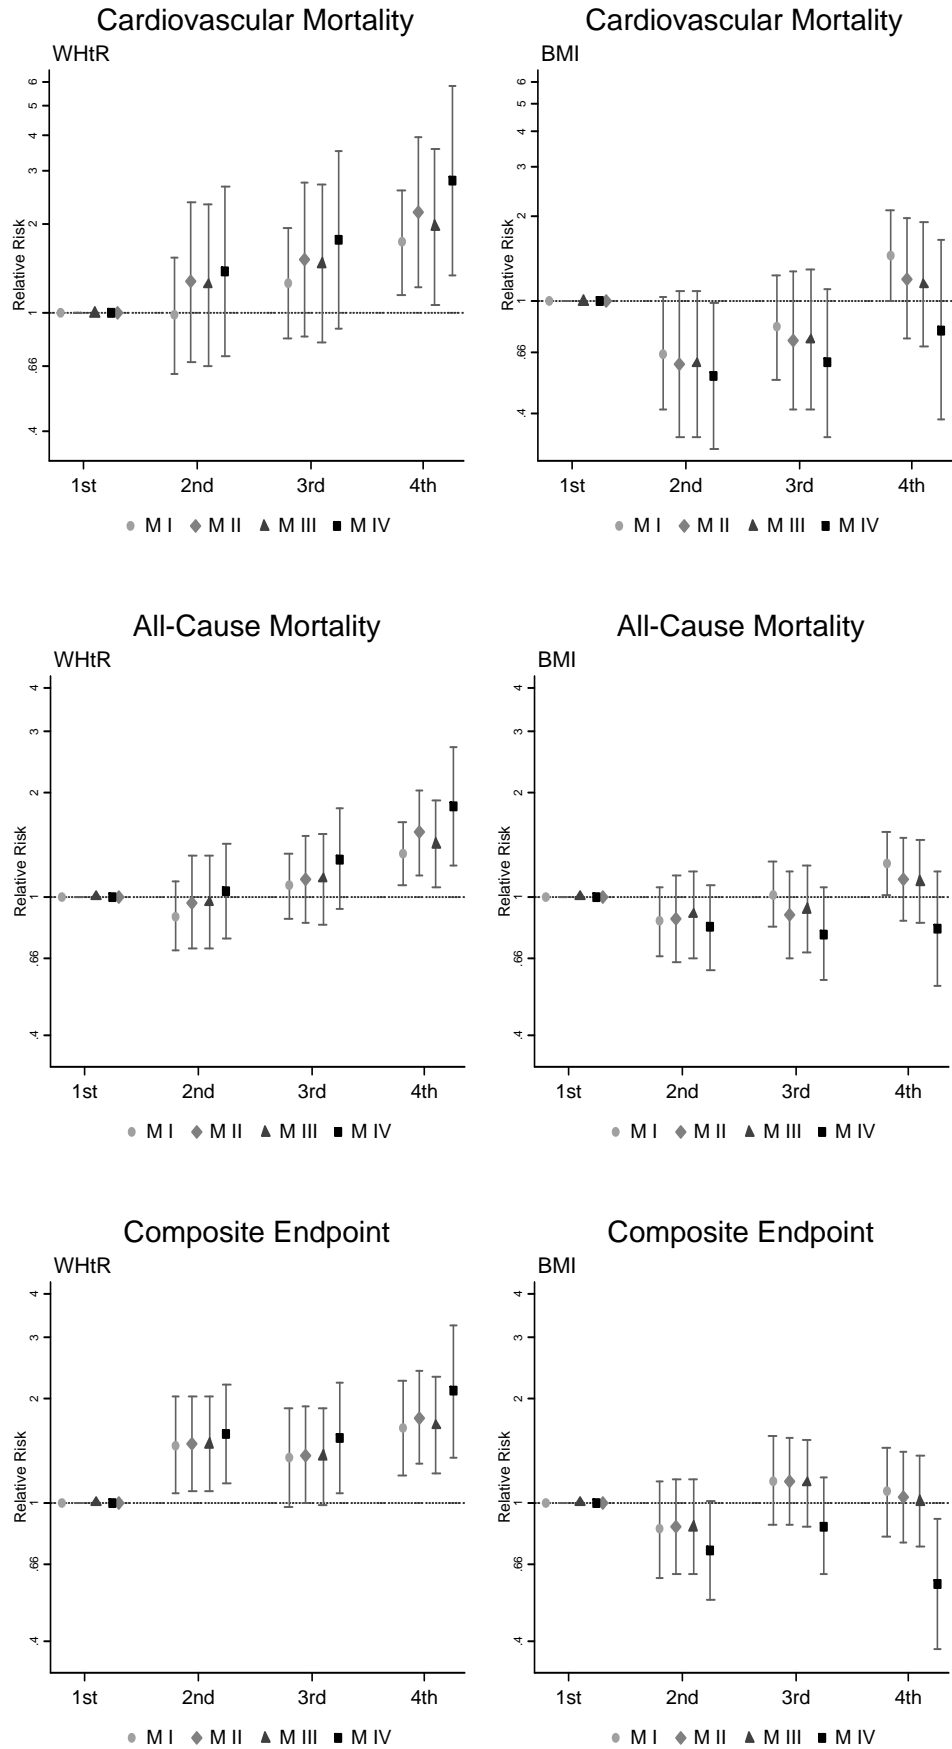 Cardiovascular Mortality
WHtR
Relative Risk
6
5
4
3
2
1
.66
.4
1st 2nd 3rd 4th
M I M II M III M IV
Cardiovascular Mortality
BMI
Relative Risk
6
5
4
3
2
1
.66
.4
1st 2nd 3rd 4th
M I M II M III M IV
All-Cause Mortality
WHtR
Relative Risk
4
3
2
1
.66
.4
1st 2nd 3rd 4th
M I M II M III M IV
All-Cause Mortality
BMI
Relative Risk
4
3
2
1
.66
.4
1st 2nd 3rd 4th
M I M II M III M IV
Composite Endpoint
WHtR
Relative Risk
4
3
2
1
.66
.4
1st 2nd 3rd 4th
M I M II M III M IV
Composite Endpoint
BMI
Relative Risk
4
3
2
1
.66
.4
1st 2nd 3rd 4th
M I M II M III M IV